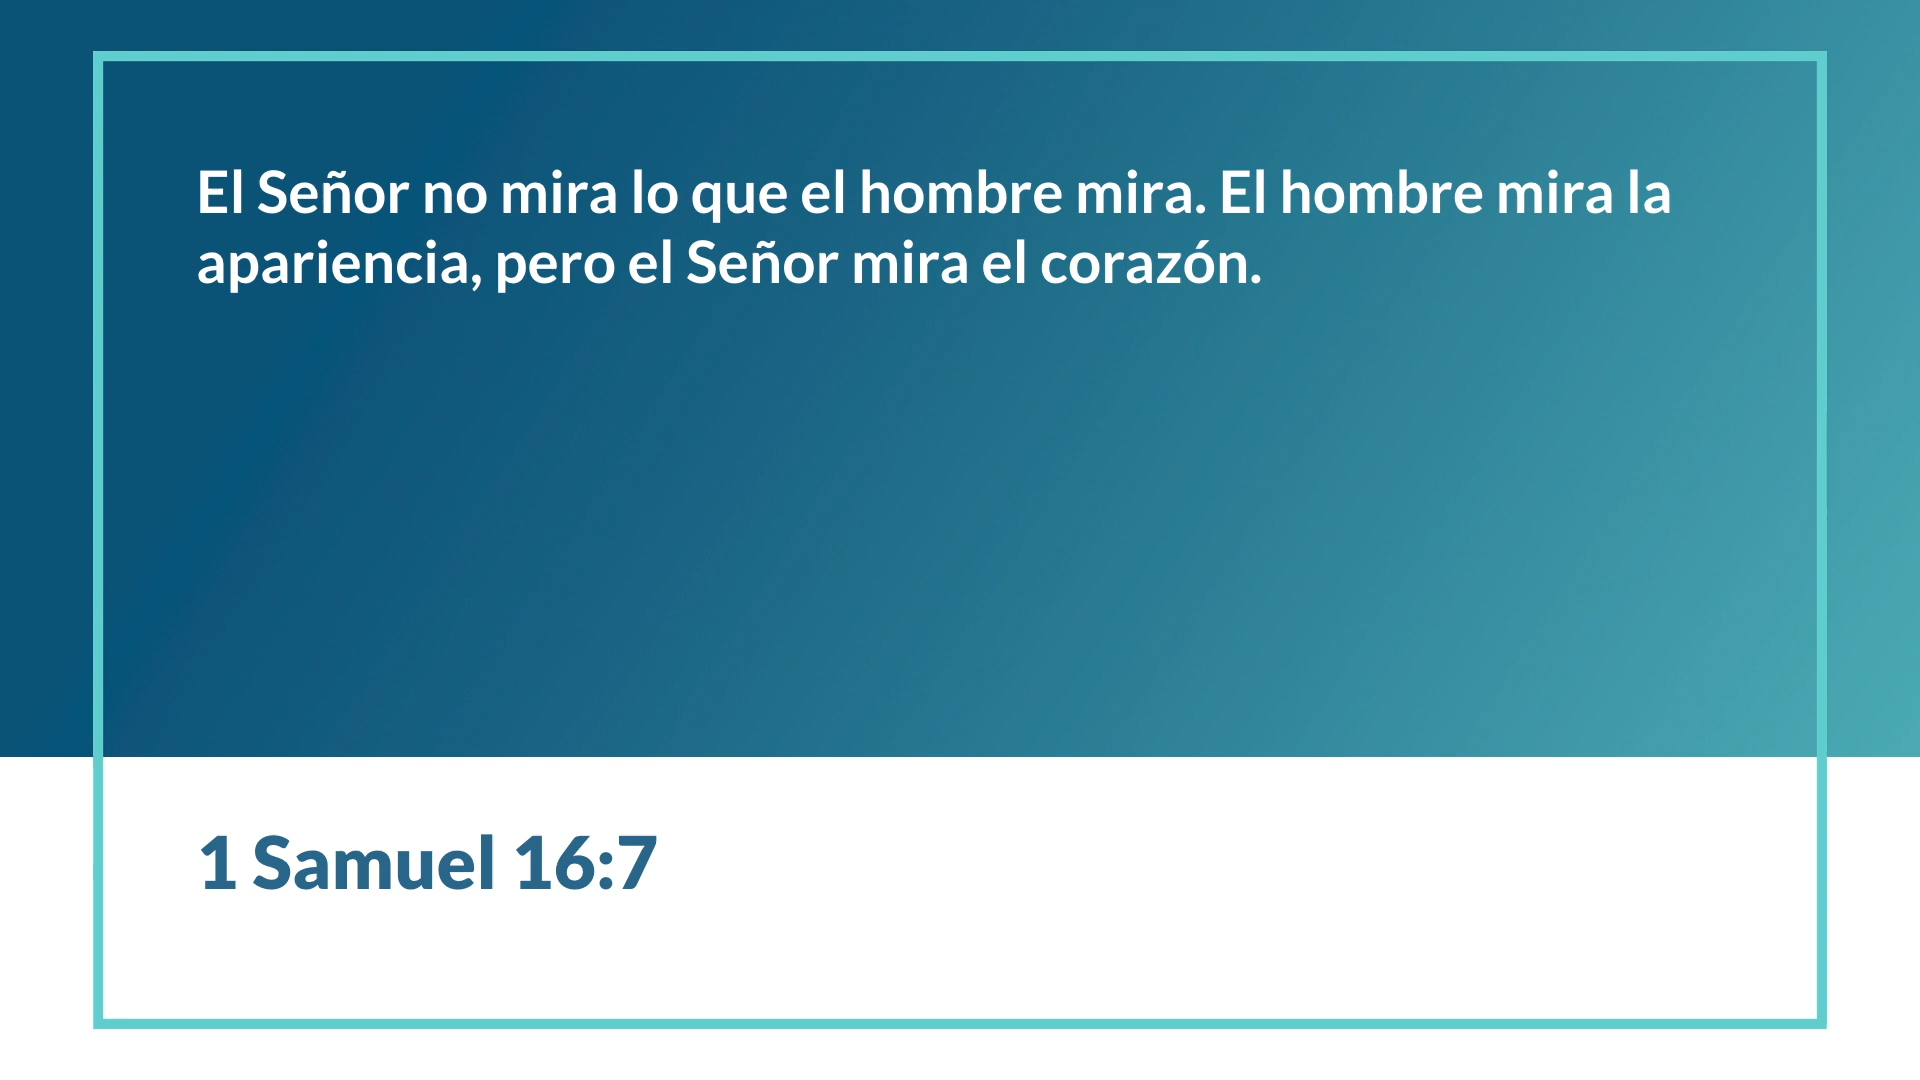 El Señor no mira lo que el hombre mira. El hombre mira la
apariencia, pero el Señor mira el corazón.
1 Samuel 16:7